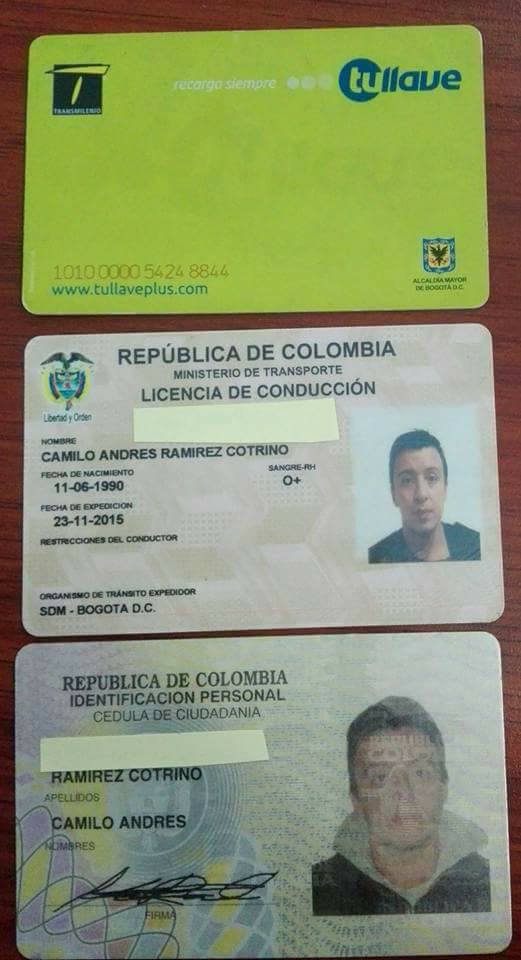 TRANSMILENIO
recarga siempre tullave
1010 0000 5424 8844
www.tullaveplus.com
ALCALDÍA MAYOR
DE BOGOTÁ D.C.
REPÚBLICA DE COLOMBIA
MINISTERIO DE TRANSPORTE
LICENCIA DE CONDUCCIÓN
Libertad y Orden
NOMBRE
CAMILO ANDRES RAMIREZ COTRINO
FECHA DE NACIMIENTO SANGRE-RH
11-06-1990 O+
FECHA DE EXPEDICION
23-11-2015
RESTRICCIONES DEL CONDUCTOR
ORGANISMO DE TRÁNSITO EXPEDIDOR
SDM - BOGOTA D.C.
REPUBLICA DE COLOMBIA
IDENTIFICACION PERSONAL
CEDULA DE CIUDADANIA
RAMIREZ COTRINO
APELLIDOS
CAMILO ANDRES
NOMBRES
FIRMA